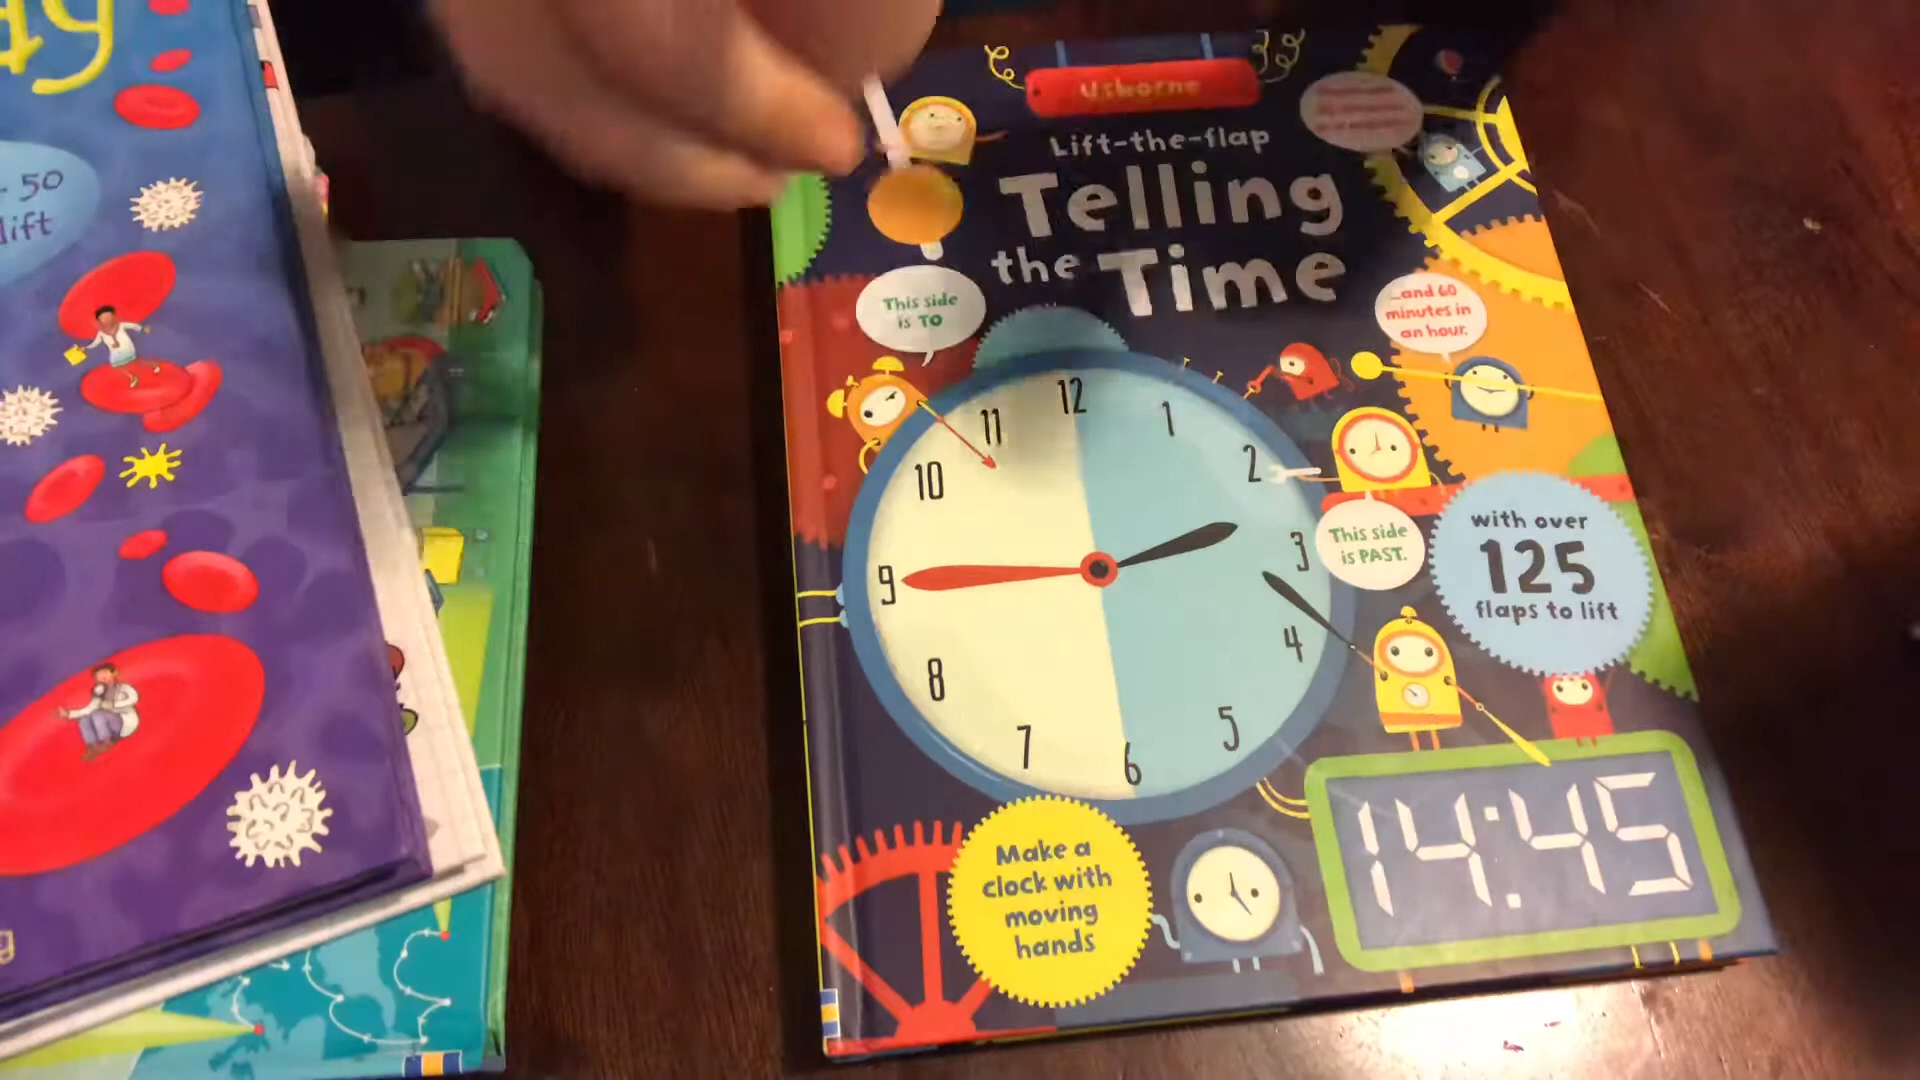 - 50
lift
Usborne
Lift-the-flap
Telling
the Time
This side
is TO
...and 60
minutes in
an hour.
12
1
2
3
4
5
6
7
8
9
10
11
This side
is PAST.
with over
125
flaps to lift
Make a
clock with
moving
hands
14:45